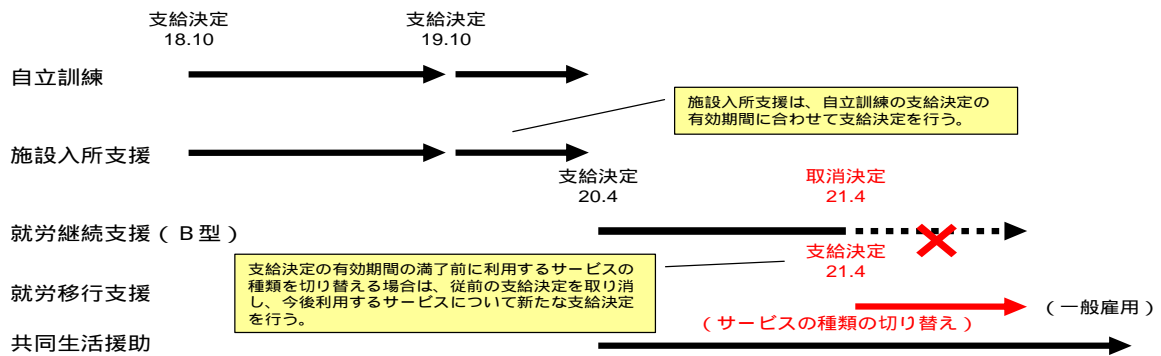 支給決定
18.10
支給決定
19.10
自立訓練
施設入所支援は、自立訓練の支給決定の
有効期間に合わせて支給決定を行う。
施設入所支援
支給決定
20.4
取消決定
21.4
就労継続支援(B型)
支給決定
21.4
支給決定の有効期間の満了前に利用するサービスの
種類を切り替える場合は、従前の支給決定を取り消
し、今後利用するサービスについて新たな支給決定
を行う。
就労移行支援
(一般雇用)
(サービスの種類の切り替え)
共同生活援助